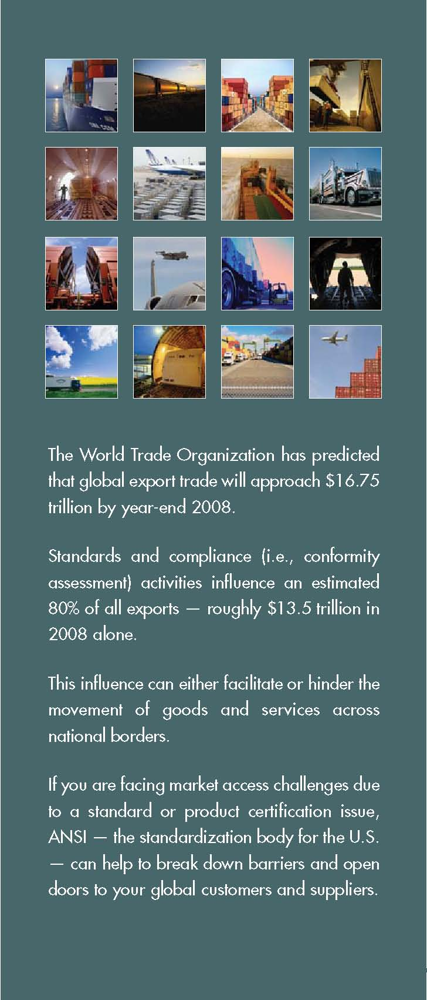 The World Trade Organization has predicted
that global export trade will approach $16.75
trillion by year-end 2008.
Standards and compliance (i.e., conformity
assessment) activities influence an estimated
80% of all exports — roughly $13.5 trillion in
2008 alone.
This influence can either facilitate or hinder the
movement of goods and services across
national borders.
If you are facing market access challenges due
to a standard or product certification issue,
ANSI — the standardization body for the U.S.
— can help to break down barriers and open
doors to your global customers and suppliers.